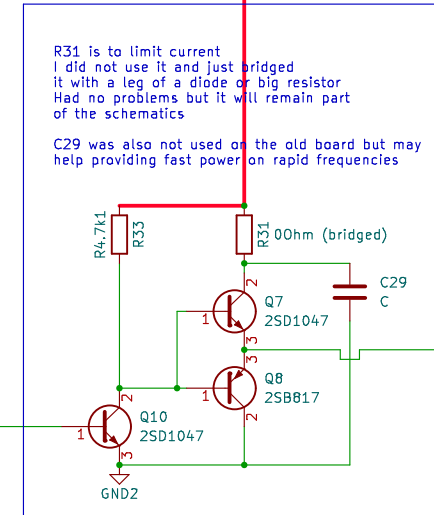 R31 is to limit current
I did not use it and just bridged
it with a leg of a diode or big resistor
Had no problems but it will remain part
of the schematics
C29 was also not used on the old board but may
help providing fast power on rapid frequencies
R4.7k1
R33
R31
0Ohm (bridged)
2
Q7
C29
1
2SD1047
C
3
3
Q8
1
2SB817
2
2
Q10
1
2SD1047
3
GND2